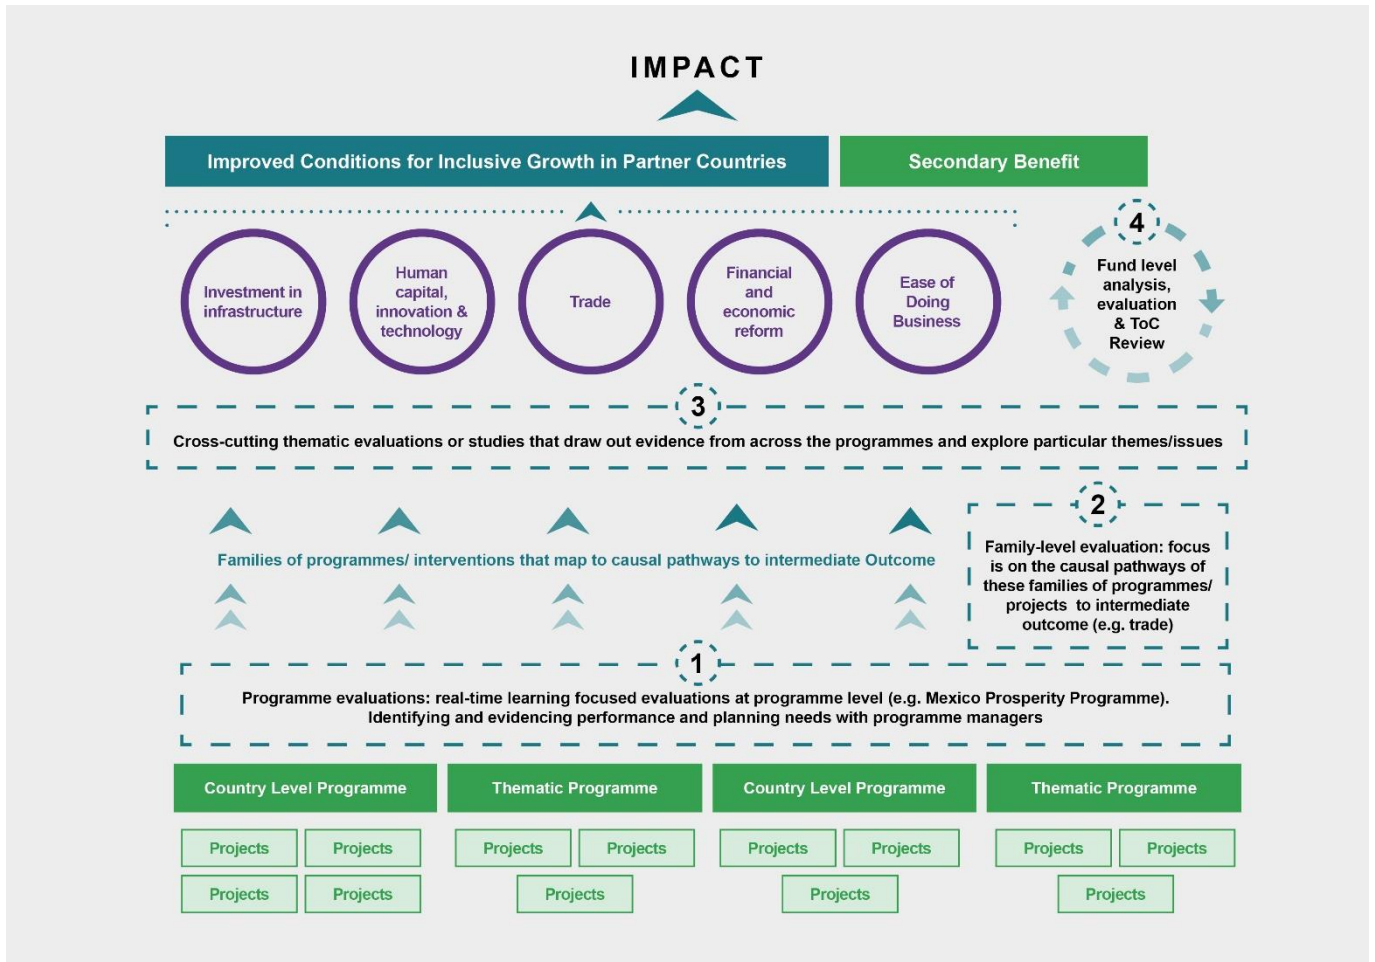 IMPACT
Improved Conditions for Inclusive Growth in Partner Countries
Secondary Benefit
Investment in
infrastructure
Human
capital,
innovation &
technology
Trade
Financial
and
economic
reform
Ease of
Doing
Business
4
Fund level
analysis,
evaluation
& ToC
Review
3
Cross-cutting thematic evaluations or studies that draw out evidence from across the programmes and explore particular themes/issues
Families of programmes/ interventions that map to causal pathways to intermediate Outcome
2
Family-level evaluation: focus
is on the causal pathways of
these families of programmes/
projects to intermediate
outcome (e.g. trade)
1
Programme evaluations: real-time learning focused evaluations at programme level (e.g. Mexico Prosperity Programme).
Identifying and evidencing performance and planning needs with programme managers
Country Level Programme
Thematic Programme
Country Level Programme
Thematic Programme
Projects
Projects
Projects
Projects
Projects
Projects
Projects
Projects
Projects
Projects
Projects
Projects
Projects